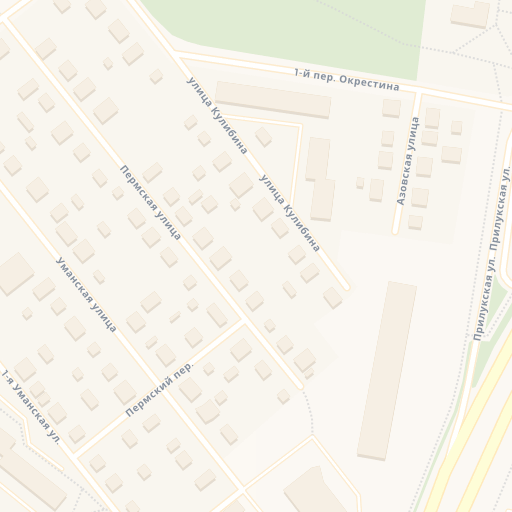 1-й пер. Окрестина
улица Кулибина
Азовская улица
Пермская улица
улица Кулибина
Прилукская ул.
Прилукская ул.
Уманская улица
Пермский пер.
1-я Уманская ул.